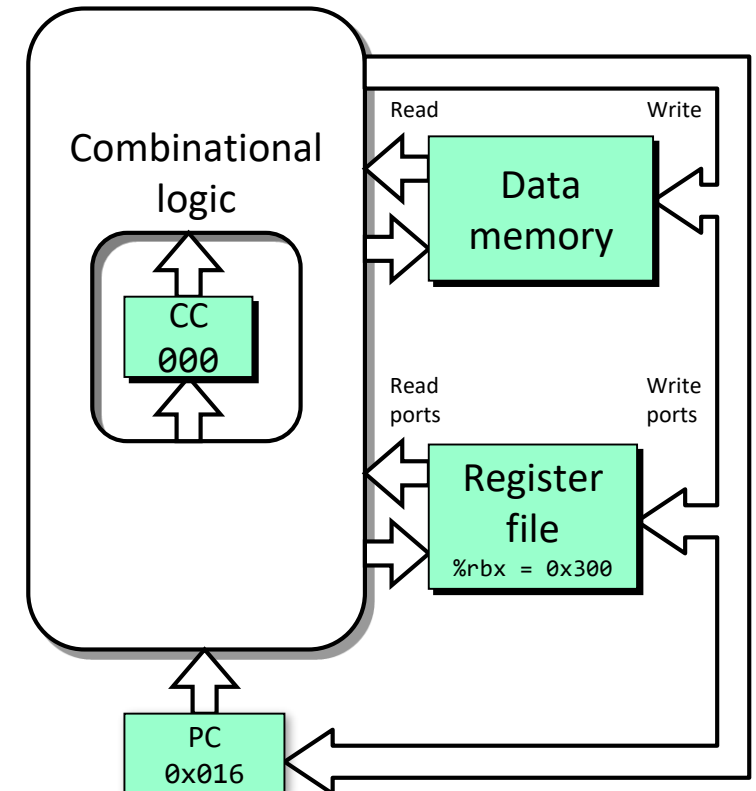 Combinational
logic
CC
000
Read
Write
Data
memory
Read
ports
Write
ports
Register
file
%rbx = 0x300
PC
0x016